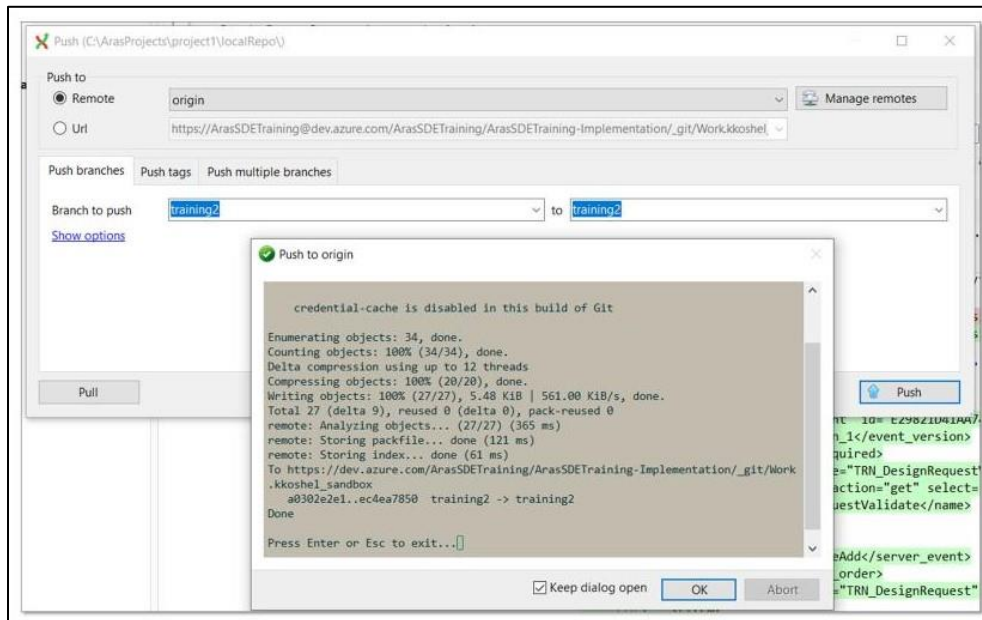 Push (C:\ArasProjects\project1\localRepo\)
Push to
Remote
origin
Manage remotes
Url
https://ArasSDETraining@dev.azure.com/ArasSDETraining/ArasSDETraining-Implementation/_git/Work.kkoshel_
Push branches
Push tags
Push multiple branches
Branch to push
training2
to
training2
Show options
Push to origin
credential-cache is disabled in this build of Git
Enumerating objects: 34, done.
Counting objects: 100% (34/34), done.
Delta compression using up to 12 threads
Compressing objects: 100% (20/20), done.
Writing objects: 100% (27/27), 5.48 KiB | 561.00 KiB/s, done.
Total 27 (delta 9), reused 0 (delta 0), pack-reused 0
remote: Analyzing objects... (27/27) (365 ms)
remote: Storing packfile... done (121 ms)
remote: Storing index... done (61 ms)
To https://dev.azure.com/ArasSDETraining/ArasSDETraining-Implementation/_git/Work
.kkoshel_sandbox
a0302e2e1..ec4ea7850 training2 -> training2
Done
Press Enter or Esc to exit...
Keep dialog open
OK
Abort
Pull
Push
n_1</event_version>
quired>
e="TRN_DesignRequest"
action="get" select=
uestValidate</name>
eAdd</server_event>
_order>
="TRN_DesignRequest"